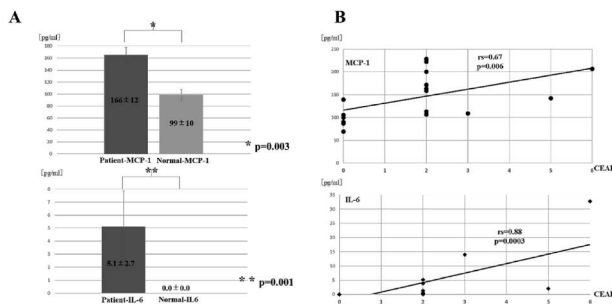 A
[pg/ml]
*
180
160
140
120
100
80
60
40
20
0
166±12
99±10
Patient-MCP-1 Normal-MCP-1
* p=0.003
[pg/ml]
**
8
7
6
5
4
3
2
1
0
5.1±2.7
0.0±0.0
Patient-IL-6 Normal-IL6
** p=0.001
B
[pg/ml]
250
200
150
100
50
0
MCP-1
rs=0.67
p=0.006
0 1 2 3 4 5 6 CEAP
[pg/ml]
35
30
25
20
15
10
5
0
IL-6
rs=0.88
p=0.0003
0 1 2 3 4 5 6 CEAP